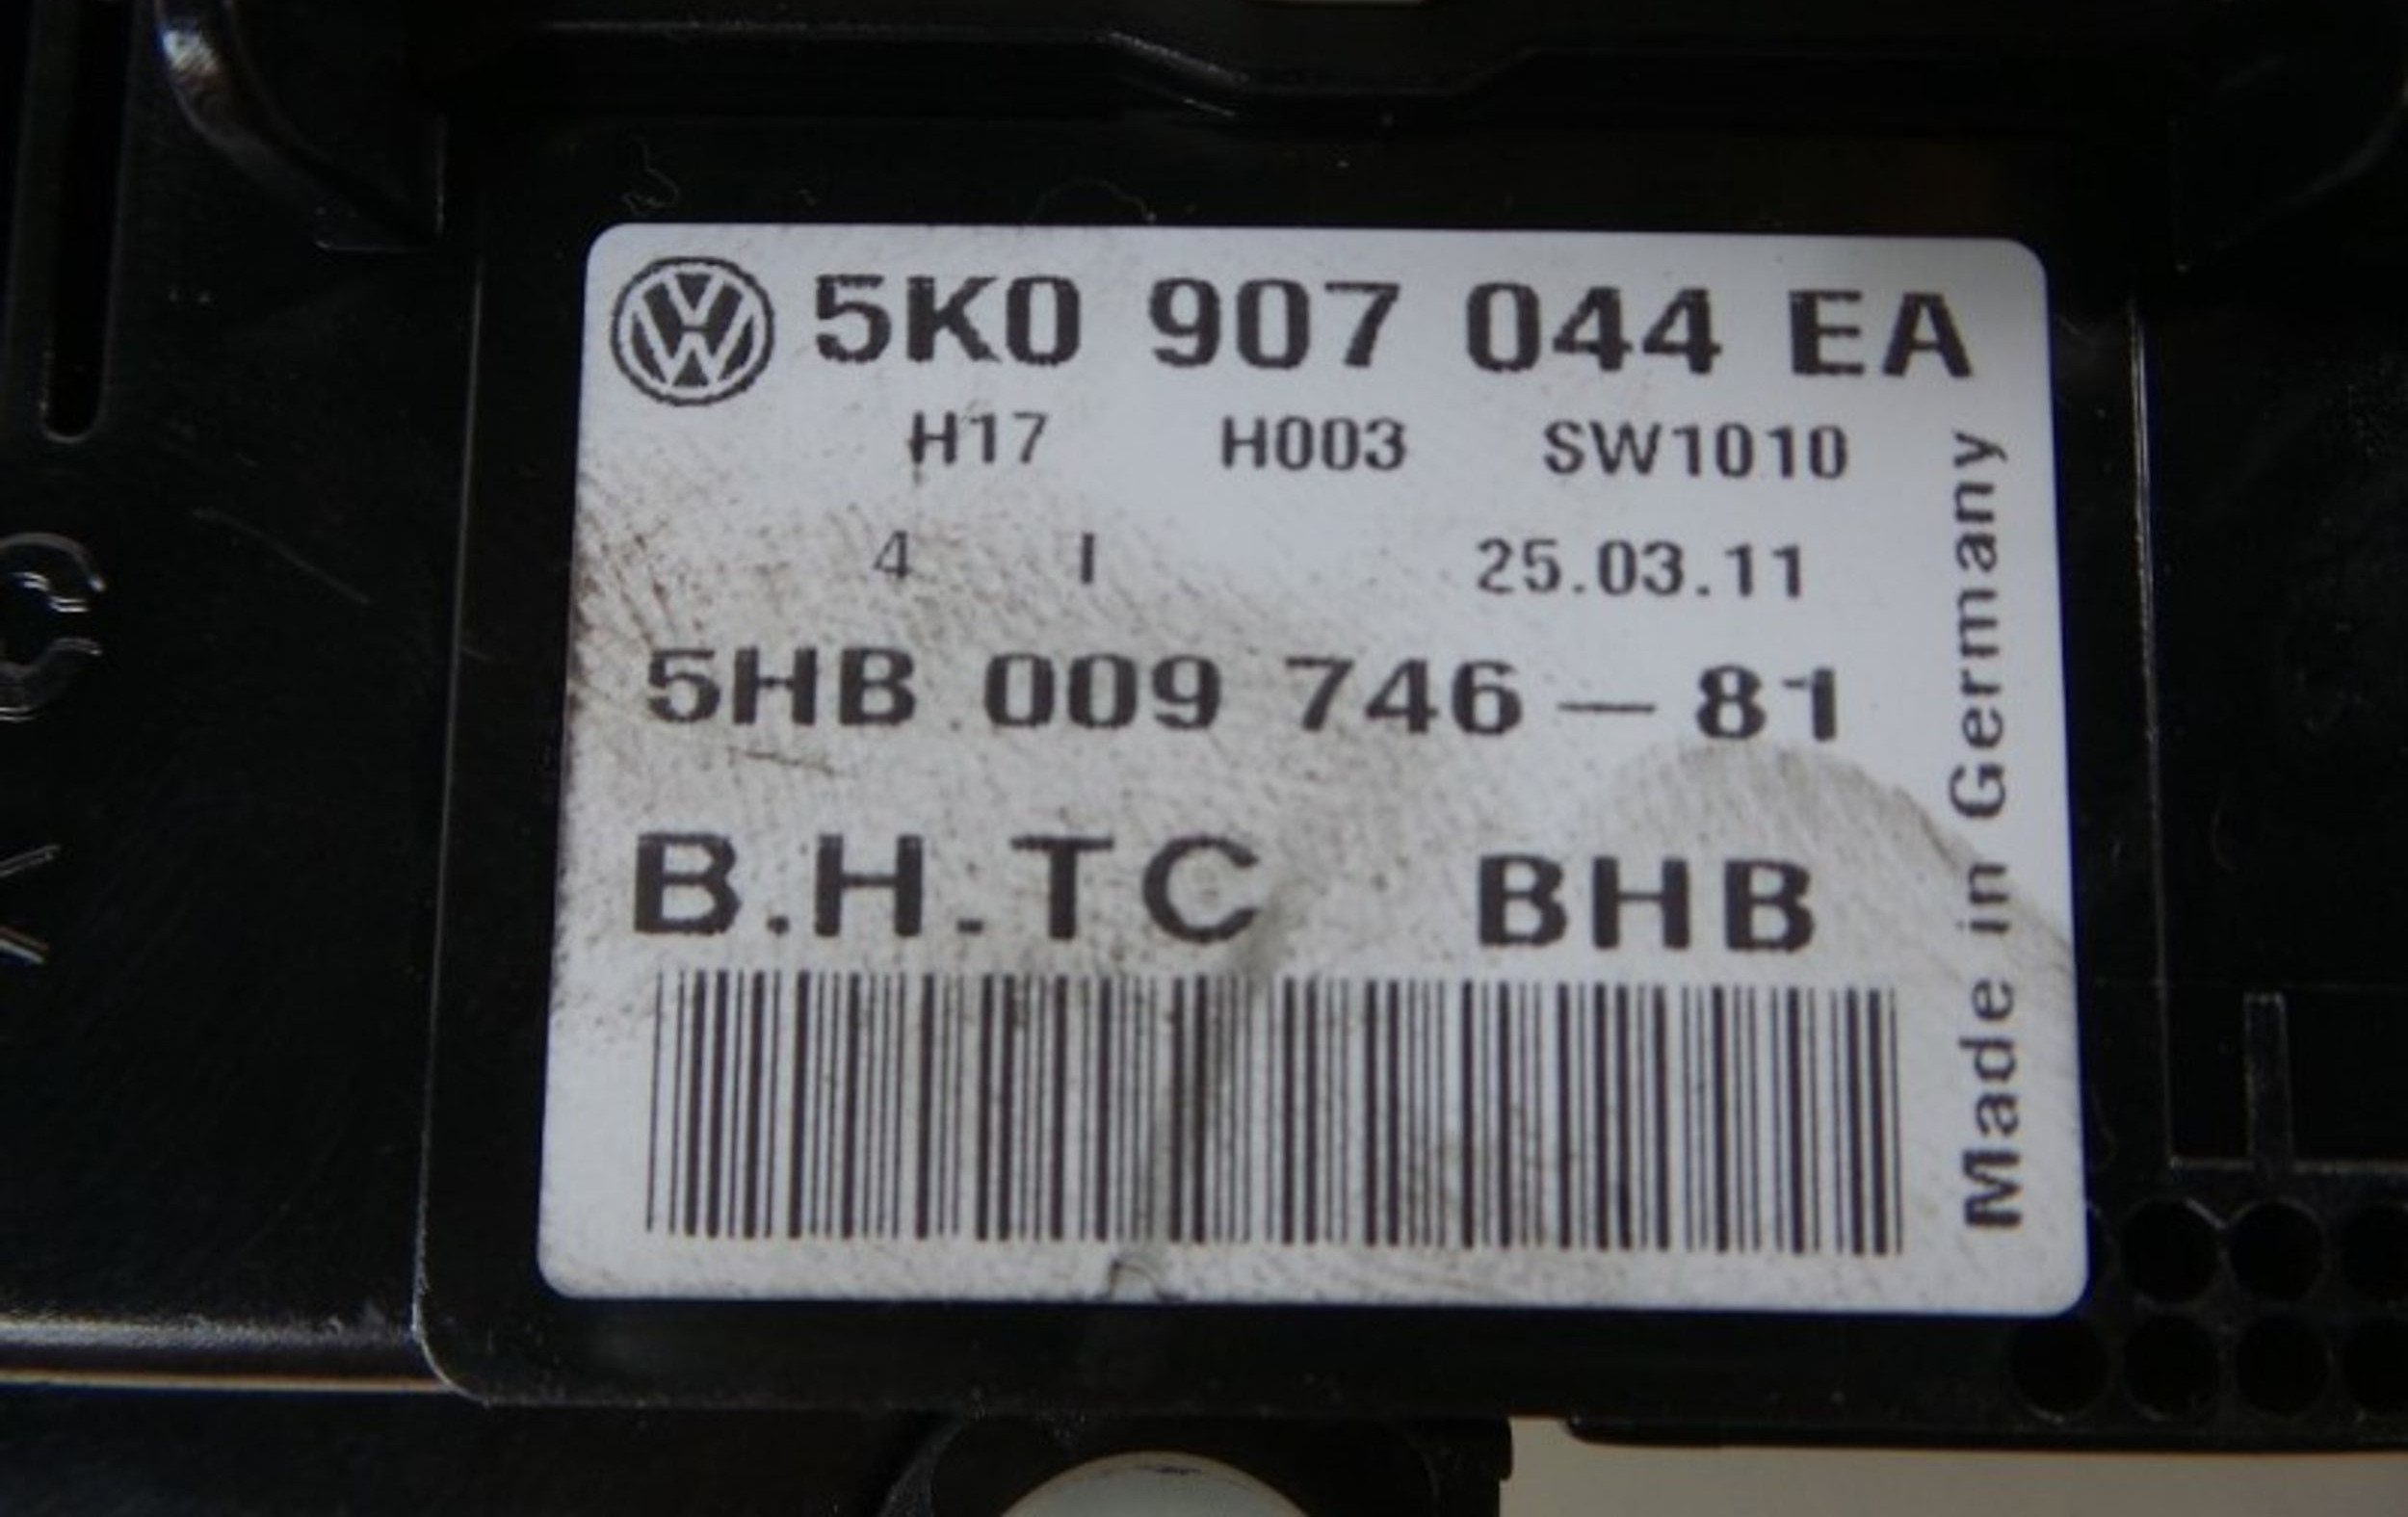 5K0 907 044 EA
H17 H003 SW1010
4 I 25.03.11
5HB 009 746-81
B.H.TC BHB
Made in Germany